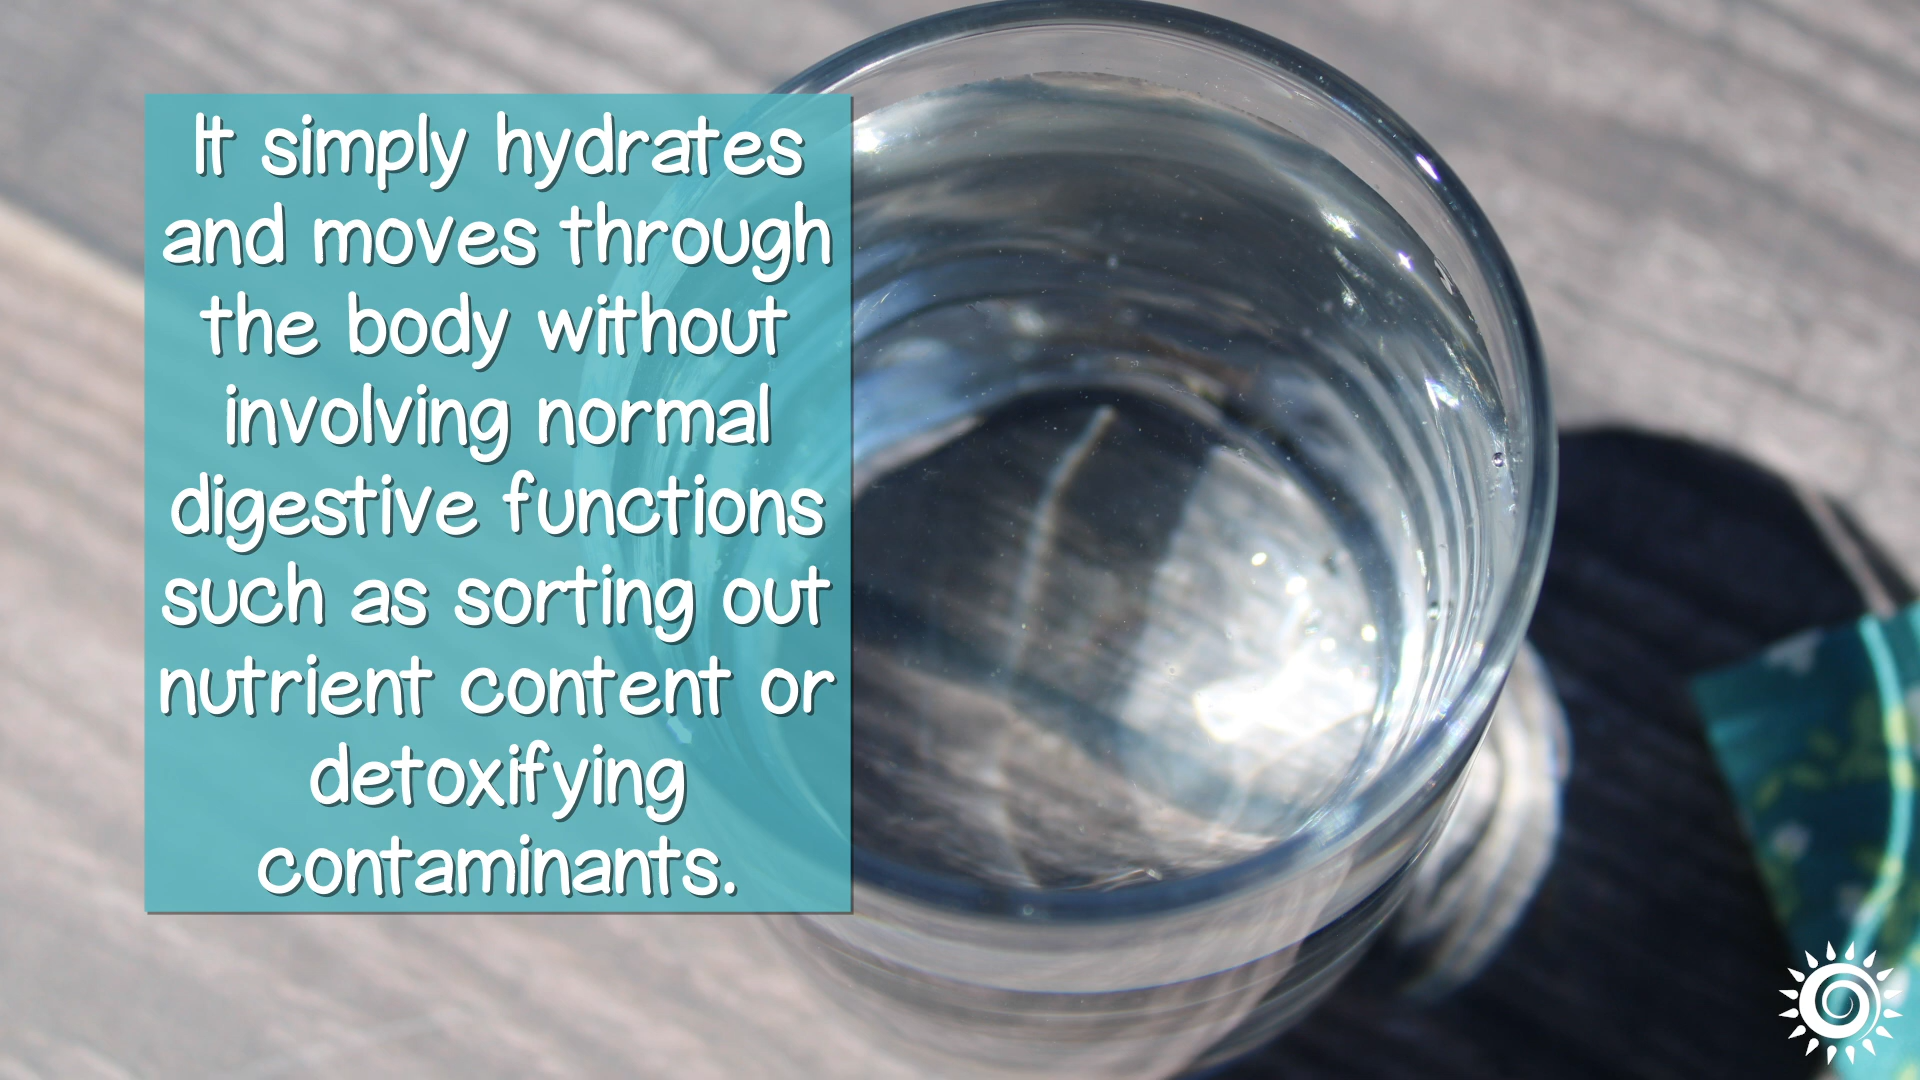 It simply hydrates
and moves through
the body without
involving normal
digestive functions
such as sorting out
nutrient content or
detoxifying
contaminants.